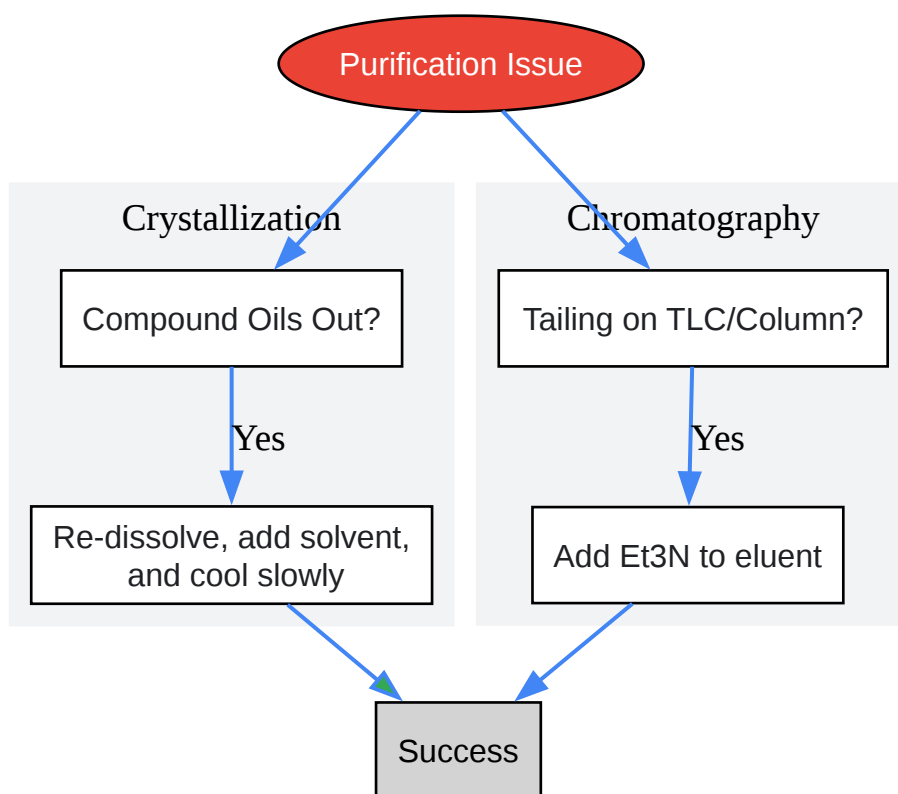 Purification Issue
Crystallization
Chromatography
Compound Oils Out?
Tailing on TLC/Column?
Yes
Yes
Re-dissolve, add solvent,
and cool slowly
Add Et3N to eluent
Success